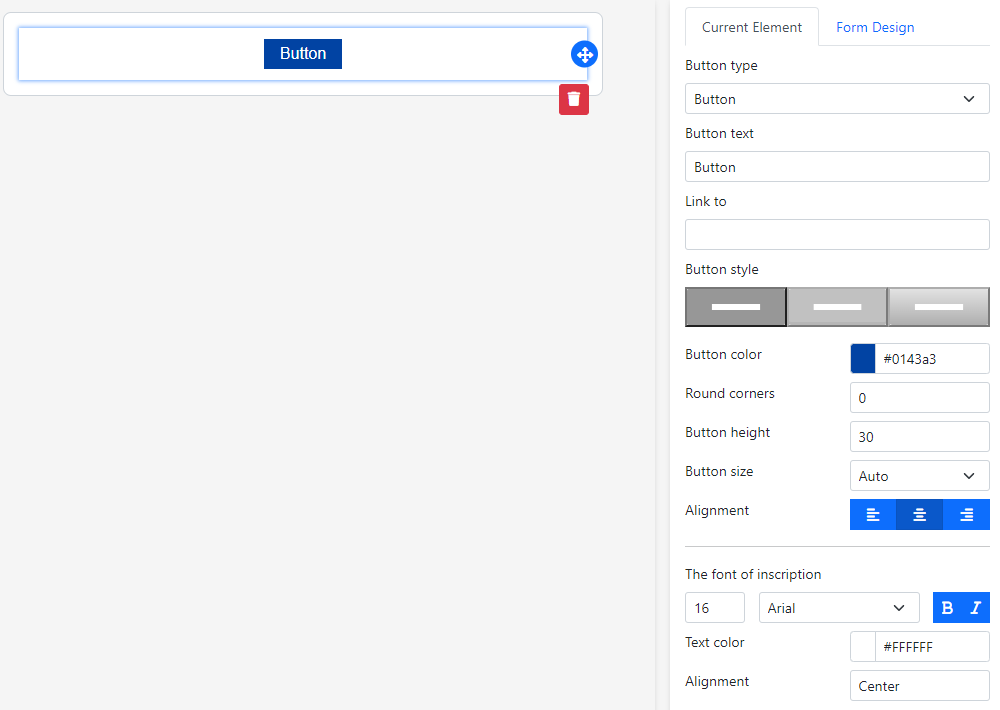 Button
Current Element
Form Design
Button type
Button
Button text
Button
Link to
Button style
Button color
#0143a3
Round corners
0
Button height
30
Button size
Auto
Alignment
The font of inscription
16
Arial
B
I
Text color
#FFFFFF
Alignment
Center